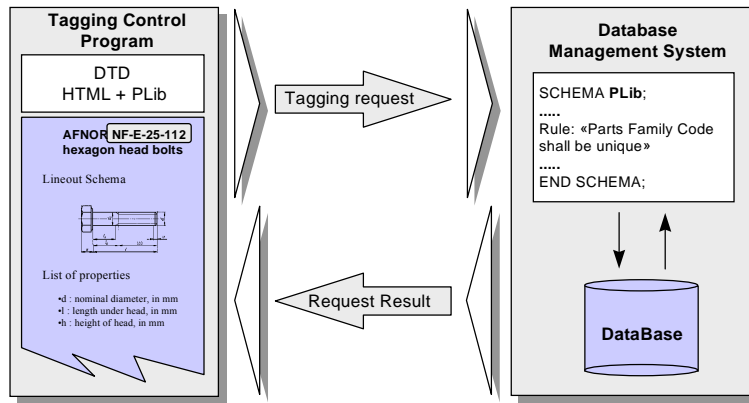 Tagging Control
Program
DTD
HTML + PLib
AFNOR NF-E-25-112
hexagon head bolts
Lineout Schema
List of properties
•d : nominal diameter, in mm
•l : length under head, in mm
•h : height of head, in mm
Tagging request
Request Result
Database
Management System
SCHEMA PLib;
.....
Rule: «Parts Family Code
shall be unique»
.....
END SCHEMA;
DataBase